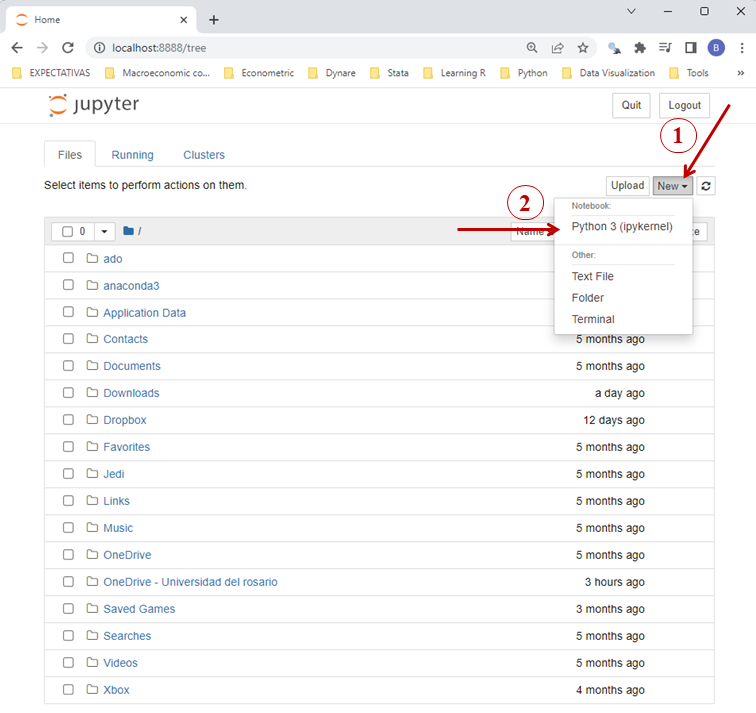 Home
localhost:8888/tree
B
EXPECTATIVAS Macroeconomic co... Econometric Dynare Stata Learning R Python Data Visualization Tools »
jupyter Quit Logout
1
Files Running Clusters
Select items to perform actions on them. Upload New
2
Notebook:
Python 3 (ipykernel)
Other:
Text File
Folder
Terminal
0 / Name
ado
anaconda3
Application Data
Contacts 5 months ago
Documents 5 months ago
Downloads a day ago
Dropbox 12 days ago
Favorites 5 months ago
Jedi 5 months ago
Links 5 months ago
Music 5 months ago
OneDrive 5 months ago
OneDrive - Universidad del rosario 3 hours ago
Saved Games 3 months ago
Searches 5 months ago
Videos 5 months ago
Xbox 4 months ago